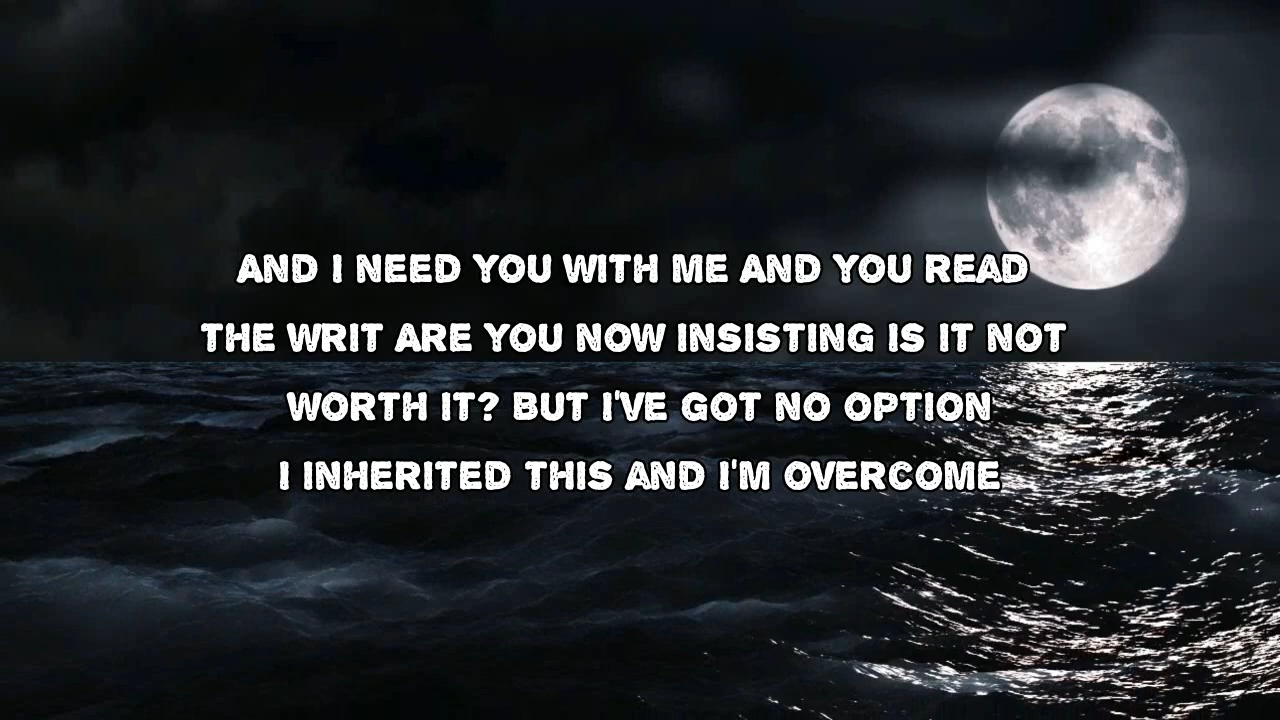 AND I NEED YOU WITH ME AND YOU READ
THE WRIT ARE YOU NOW INSISTING IS IT NOT
WORTH IT? BUT I'VE GOT NO OPTION
I INHERITED THIS AND I'M OVERCOME